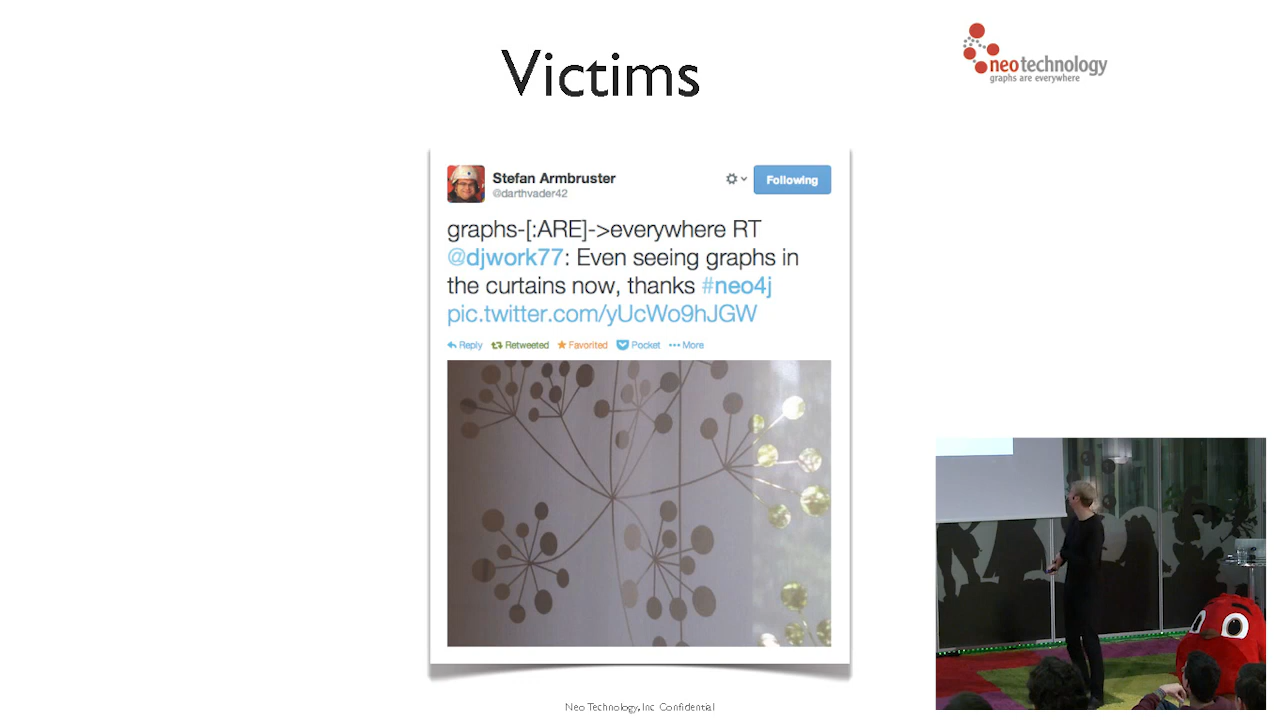 Victims
neotechnology
graphs are everywhere
Stefan Armbruster
@darthvader42
Following
graphs-[:ARE]->everywhere RT
@djwork77: Even seeing graphs in
the curtains now, thanks #neo4j
pic.twitter.com/yUcWo9hJGW
Reply Retweeted Favorited Pocket More
Neo Technology, Inc Confidential